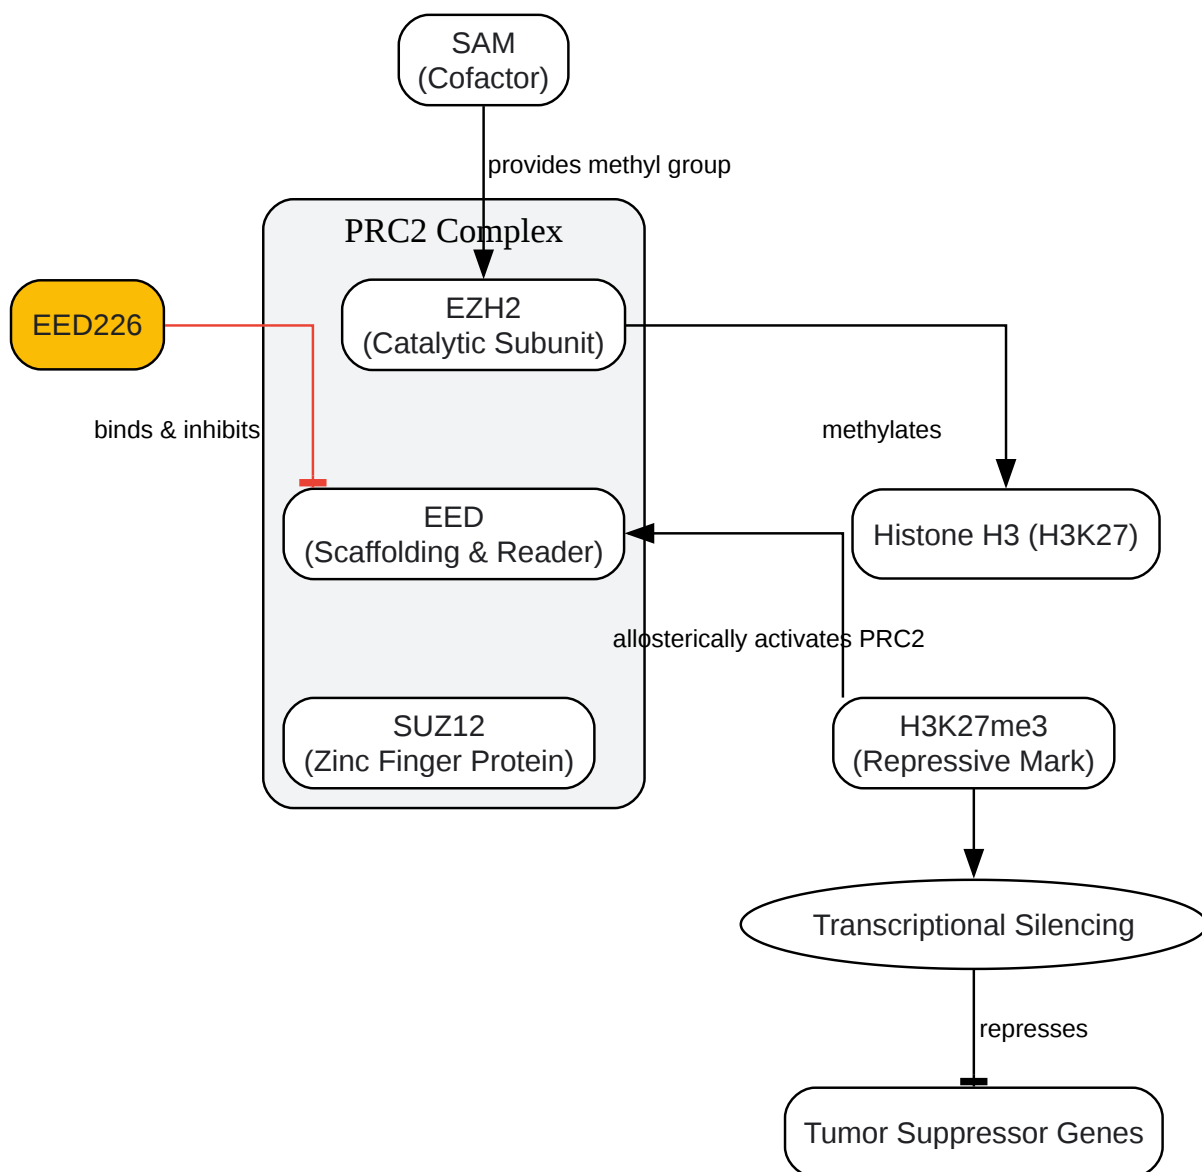 SAM
(Cofactor)
provides methyl group
PRC2 Complex
EED226
EZH2
(Catalytic Subunit)
binds & inhibits
methylates
EED
(Scaffolding & Reader)
Histone H3 (H3K27)
allosterically activates PRC2
SUZ12
(Zinc Finger Protein)
H3K27me3
(Repressive Mark)
Transcriptional Silencing
represses
Tumor Suppressor Genes